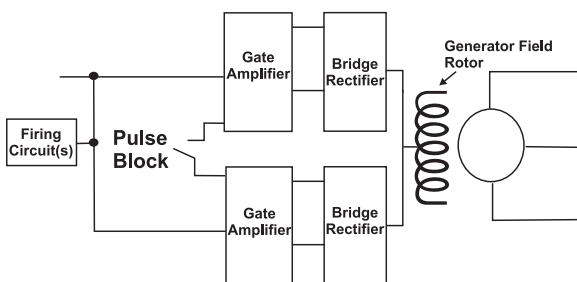 Gate
Amplifier
Bridge
Rectifier
Generator Field
Rotor
Firing
Circuit(s)
Pulse
Block
Gate
Amplifier
Bridge
Rectifier